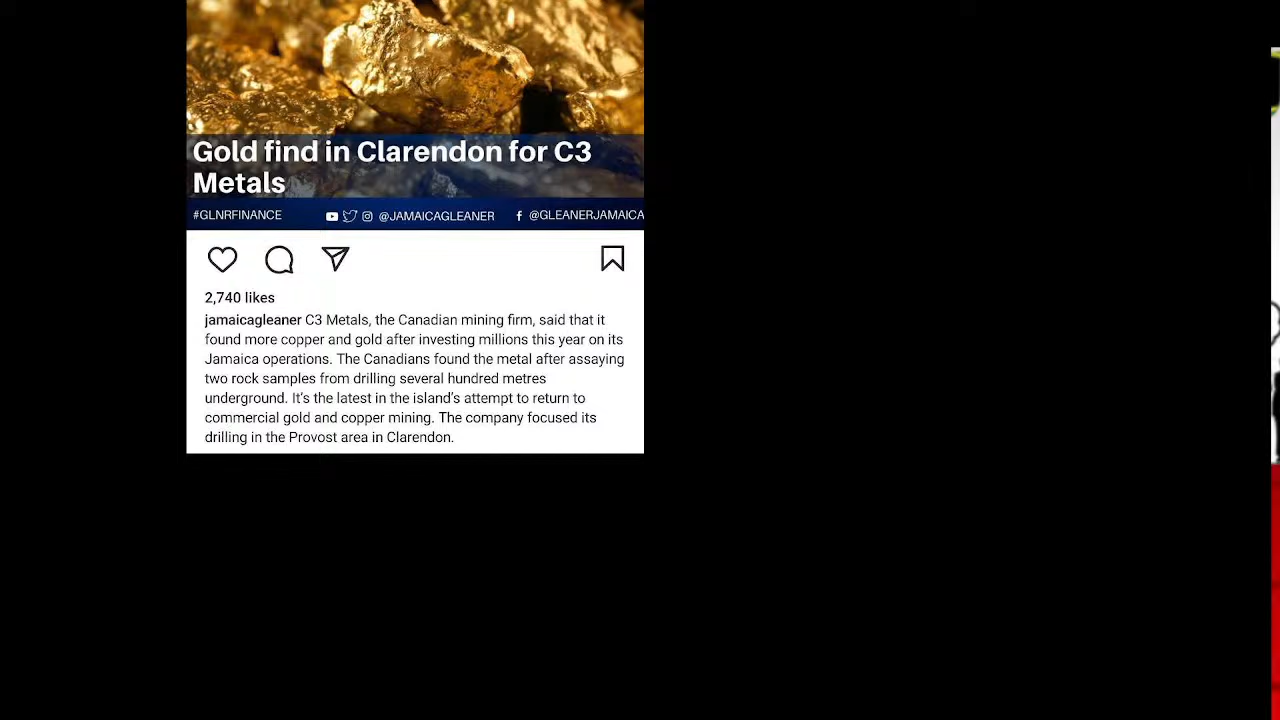 Gold find in Clarendon for C3
Metals
#GLNRFINANCE @JAMAICAGLEANER @GLEANERJAMAICA
2,740 likes
jamaicagleaner C3 Metals, the Canadian mining firm, said that it
found more copper and gold after investing millions this year on its
Jamaica operations. The Canadians found the metal after assaying
two rock samples from drilling several hundred metres
underground. It's the latest in the island's attempt to return to
commercial gold and copper mining. The company focused its
drilling in the Provost area in Clarendon.